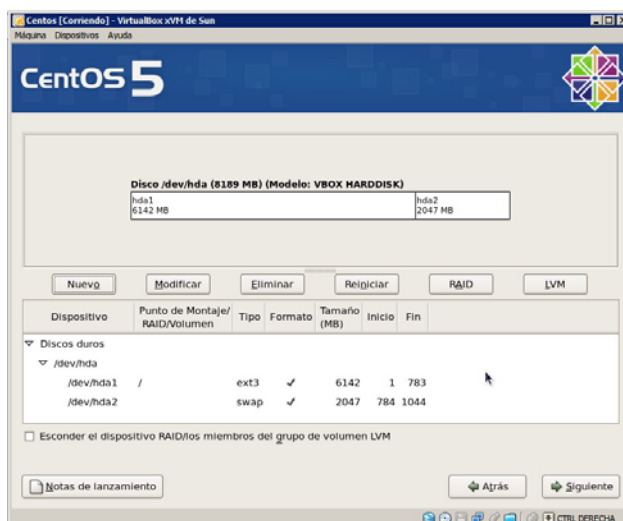 Centos [Corriendo] - VirtualBox xVM de Sun
Máquina Dispositivos Ayuda
CentOS 5
Disco /dev/hda (8189 MB) (Modelo: VBOX HARDDISK)
hda1 hda2
6142 MB 2047 MB
Nuevo Modificar Eliminar Reiniciar RAID LVM
Dispositivo Punto de Montaje/ RAID/Volumen Tipo Formato Tamaño (MB) Inicio Fin
Discos duros
/dev/hda
/dev/hda1 / ext3 ✓ 6142 1 783
/dev/hda2 swap ✓ 2047 784 1044
Esconder el dispositivo RAID/los miembros del grupo de volumen LVM
Notas de lanzamiento Atrás Siguiente
CTRL DERECHA